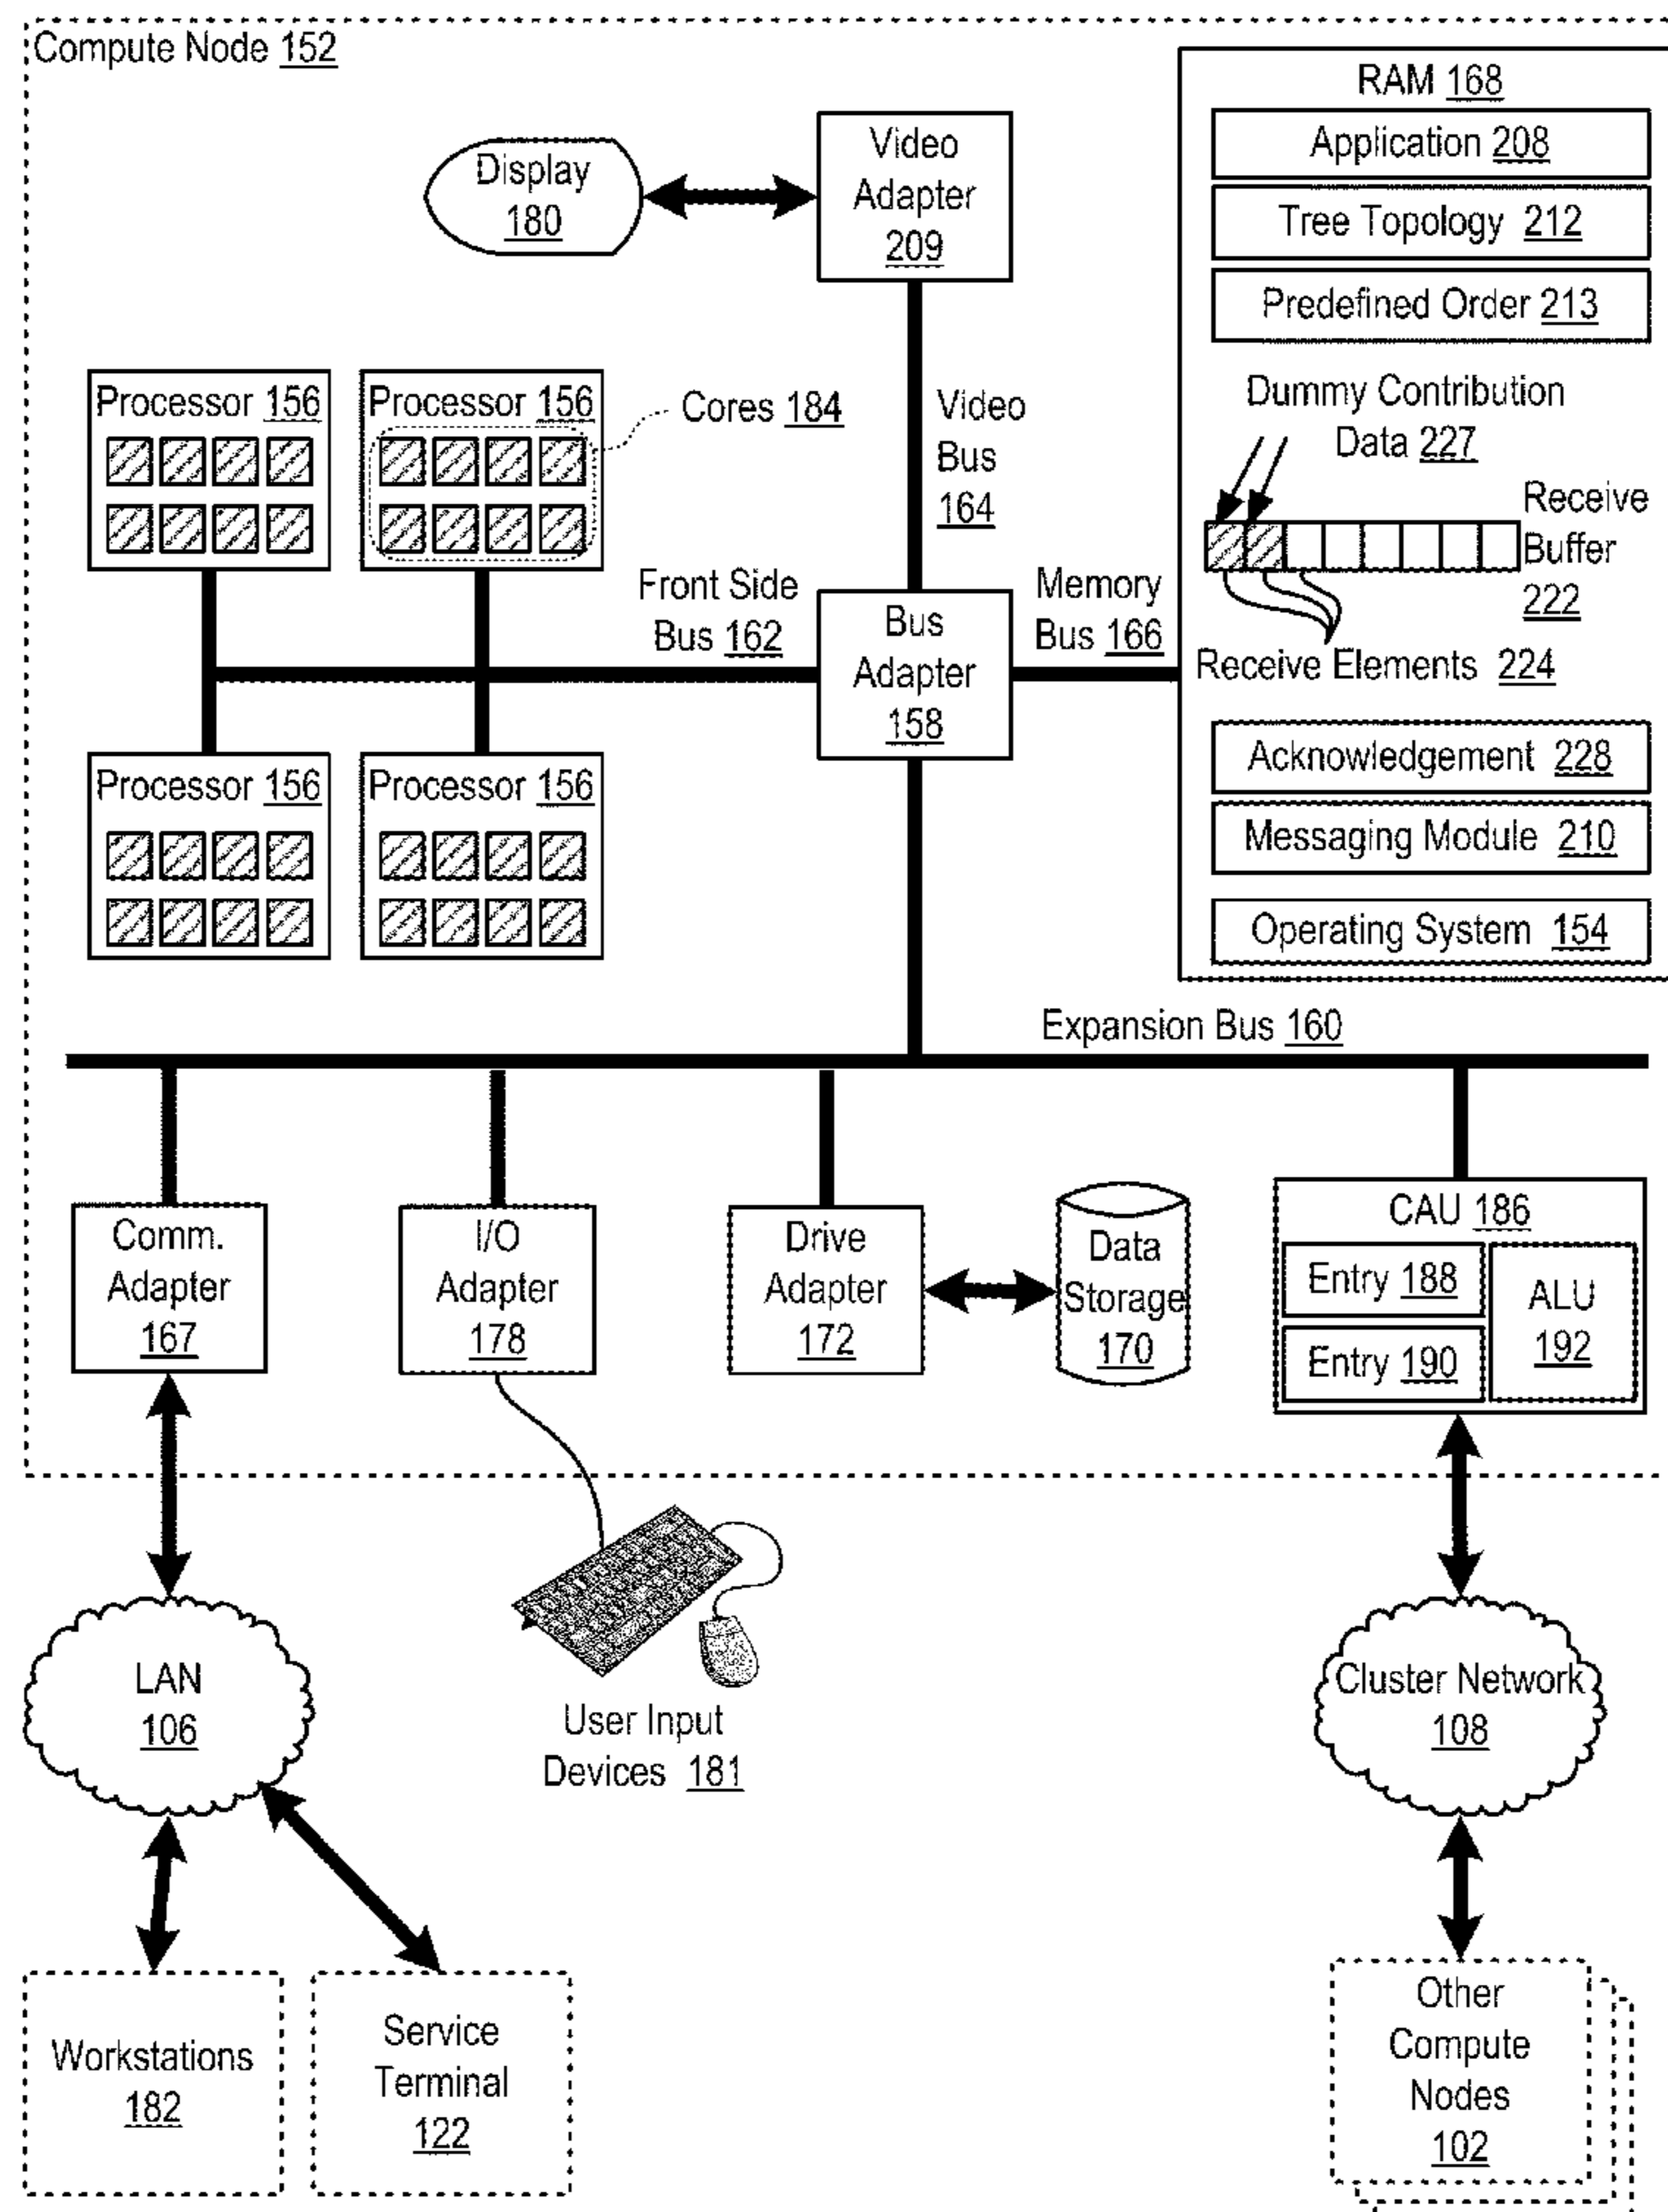 Compute Node 152
RAM 168
Application 208
Tree Topology 212
Predefined Order 213
Dummy Contribution
Data 227
Receive
Buffer
222
Receive Elements 224
Acknowledgement 228
Messaging Module 210
Operating System 154
Display
180
Video
Adapter
209
Processor 156
Processor 156
Cores 184
Video
Bus
164
Front Side
Bus 162
Bus
Adapter
158
Memory
Bus 166
Processor 156
Processor 156
Expansion Bus 160
Comm.
Adapter
167
I/O
Adapter
178
Drive
Adapter
172
Data
Storage
170
CAU 186
Entry 188
Entry 190
ALU
192
LAN
106
User Input
Devices 181
Cluster Network
108
Workstations
182
Service
Terminal
122
Other
Compute
Nodes
102